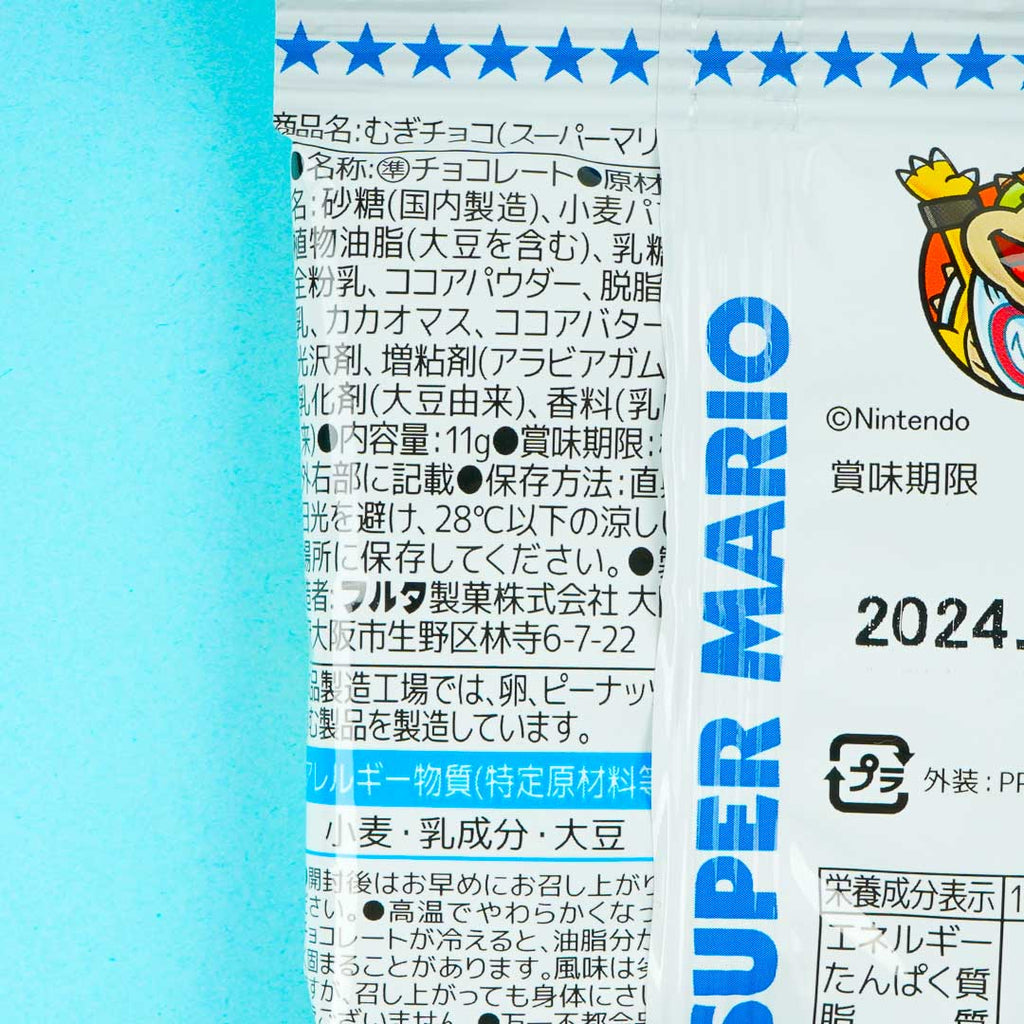 商品名:むぎチョコ(スーパーマリ
●名称:㊜チョコレート●原材
名:砂糖(国内製造)、小麦パ
植物油脂(大豆を含む)、乳糖
全粉乳、ココアパウダー、脱脂
乳、カカオマス、ココアバター
光沢剤、増粘剤(アラビアガム
乳化剤(大豆由来)、香料(乳
来)●内容量:11g●賞味期限:
外右部に記載●保存方法:直
日光を避け、28℃以下の涼し
場所に保存してください。●
造者:フルタ製菓株式会社 大
大阪市生野区林寺6-7-22
品製造工場では、卵、ピーナッ
む製品を製造しています。
アレルギー物質(特定原材料等
小麦・乳成分・大豆
開封後はお早めにお召し上がり
さい。●高温でやわらかくなっ
ョコレートが冷えると、油脂分が
固まることがあります。風味は
すが、召し上がっても身体にさし
ございません。●万一不都合
SUPER MARIO
©Nintendo
賞味期限
2024.
プラ
外装:PP
栄養成分表示
エネルギー
たんぱく質
脂 質